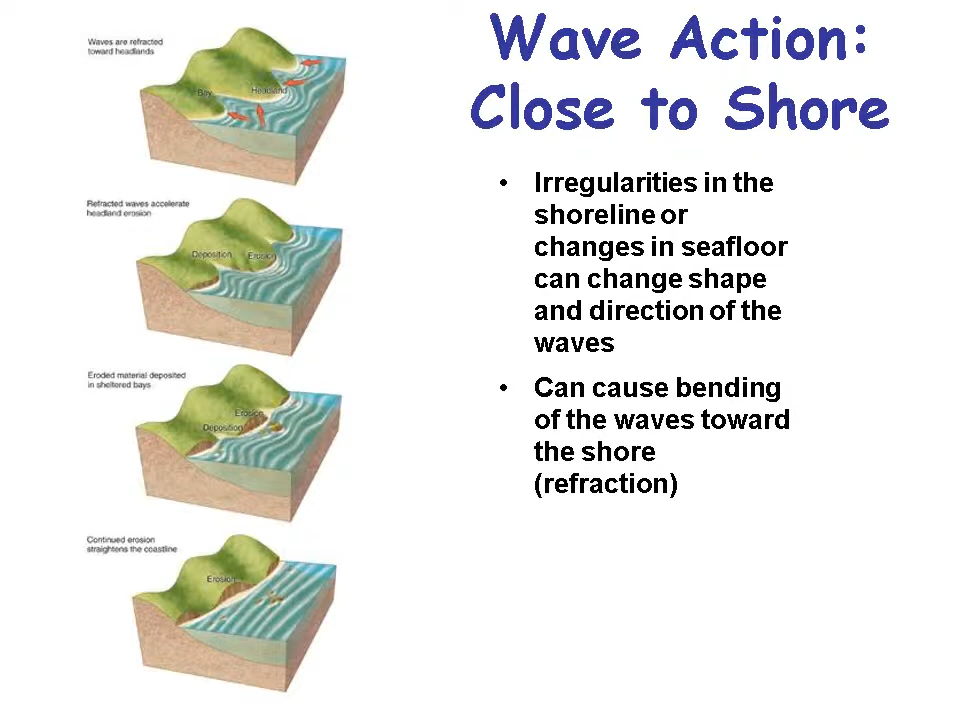 Wave Action:
Close to Shore
• Irregularities in the
shoreline or
changes in seafloor
can change shape
and direction of the
waves
• Can cause bending
of the waves toward
the shore
(refraction)
Waves are refracted
toward headlands
Bay
Headland
Refracted waves accelerate
headland erosion
Deposition
Erosion
Eroded material deposited
in sheltered bays
Erosion
Deposition
Continued erosion
straightens the coastline
Erosion